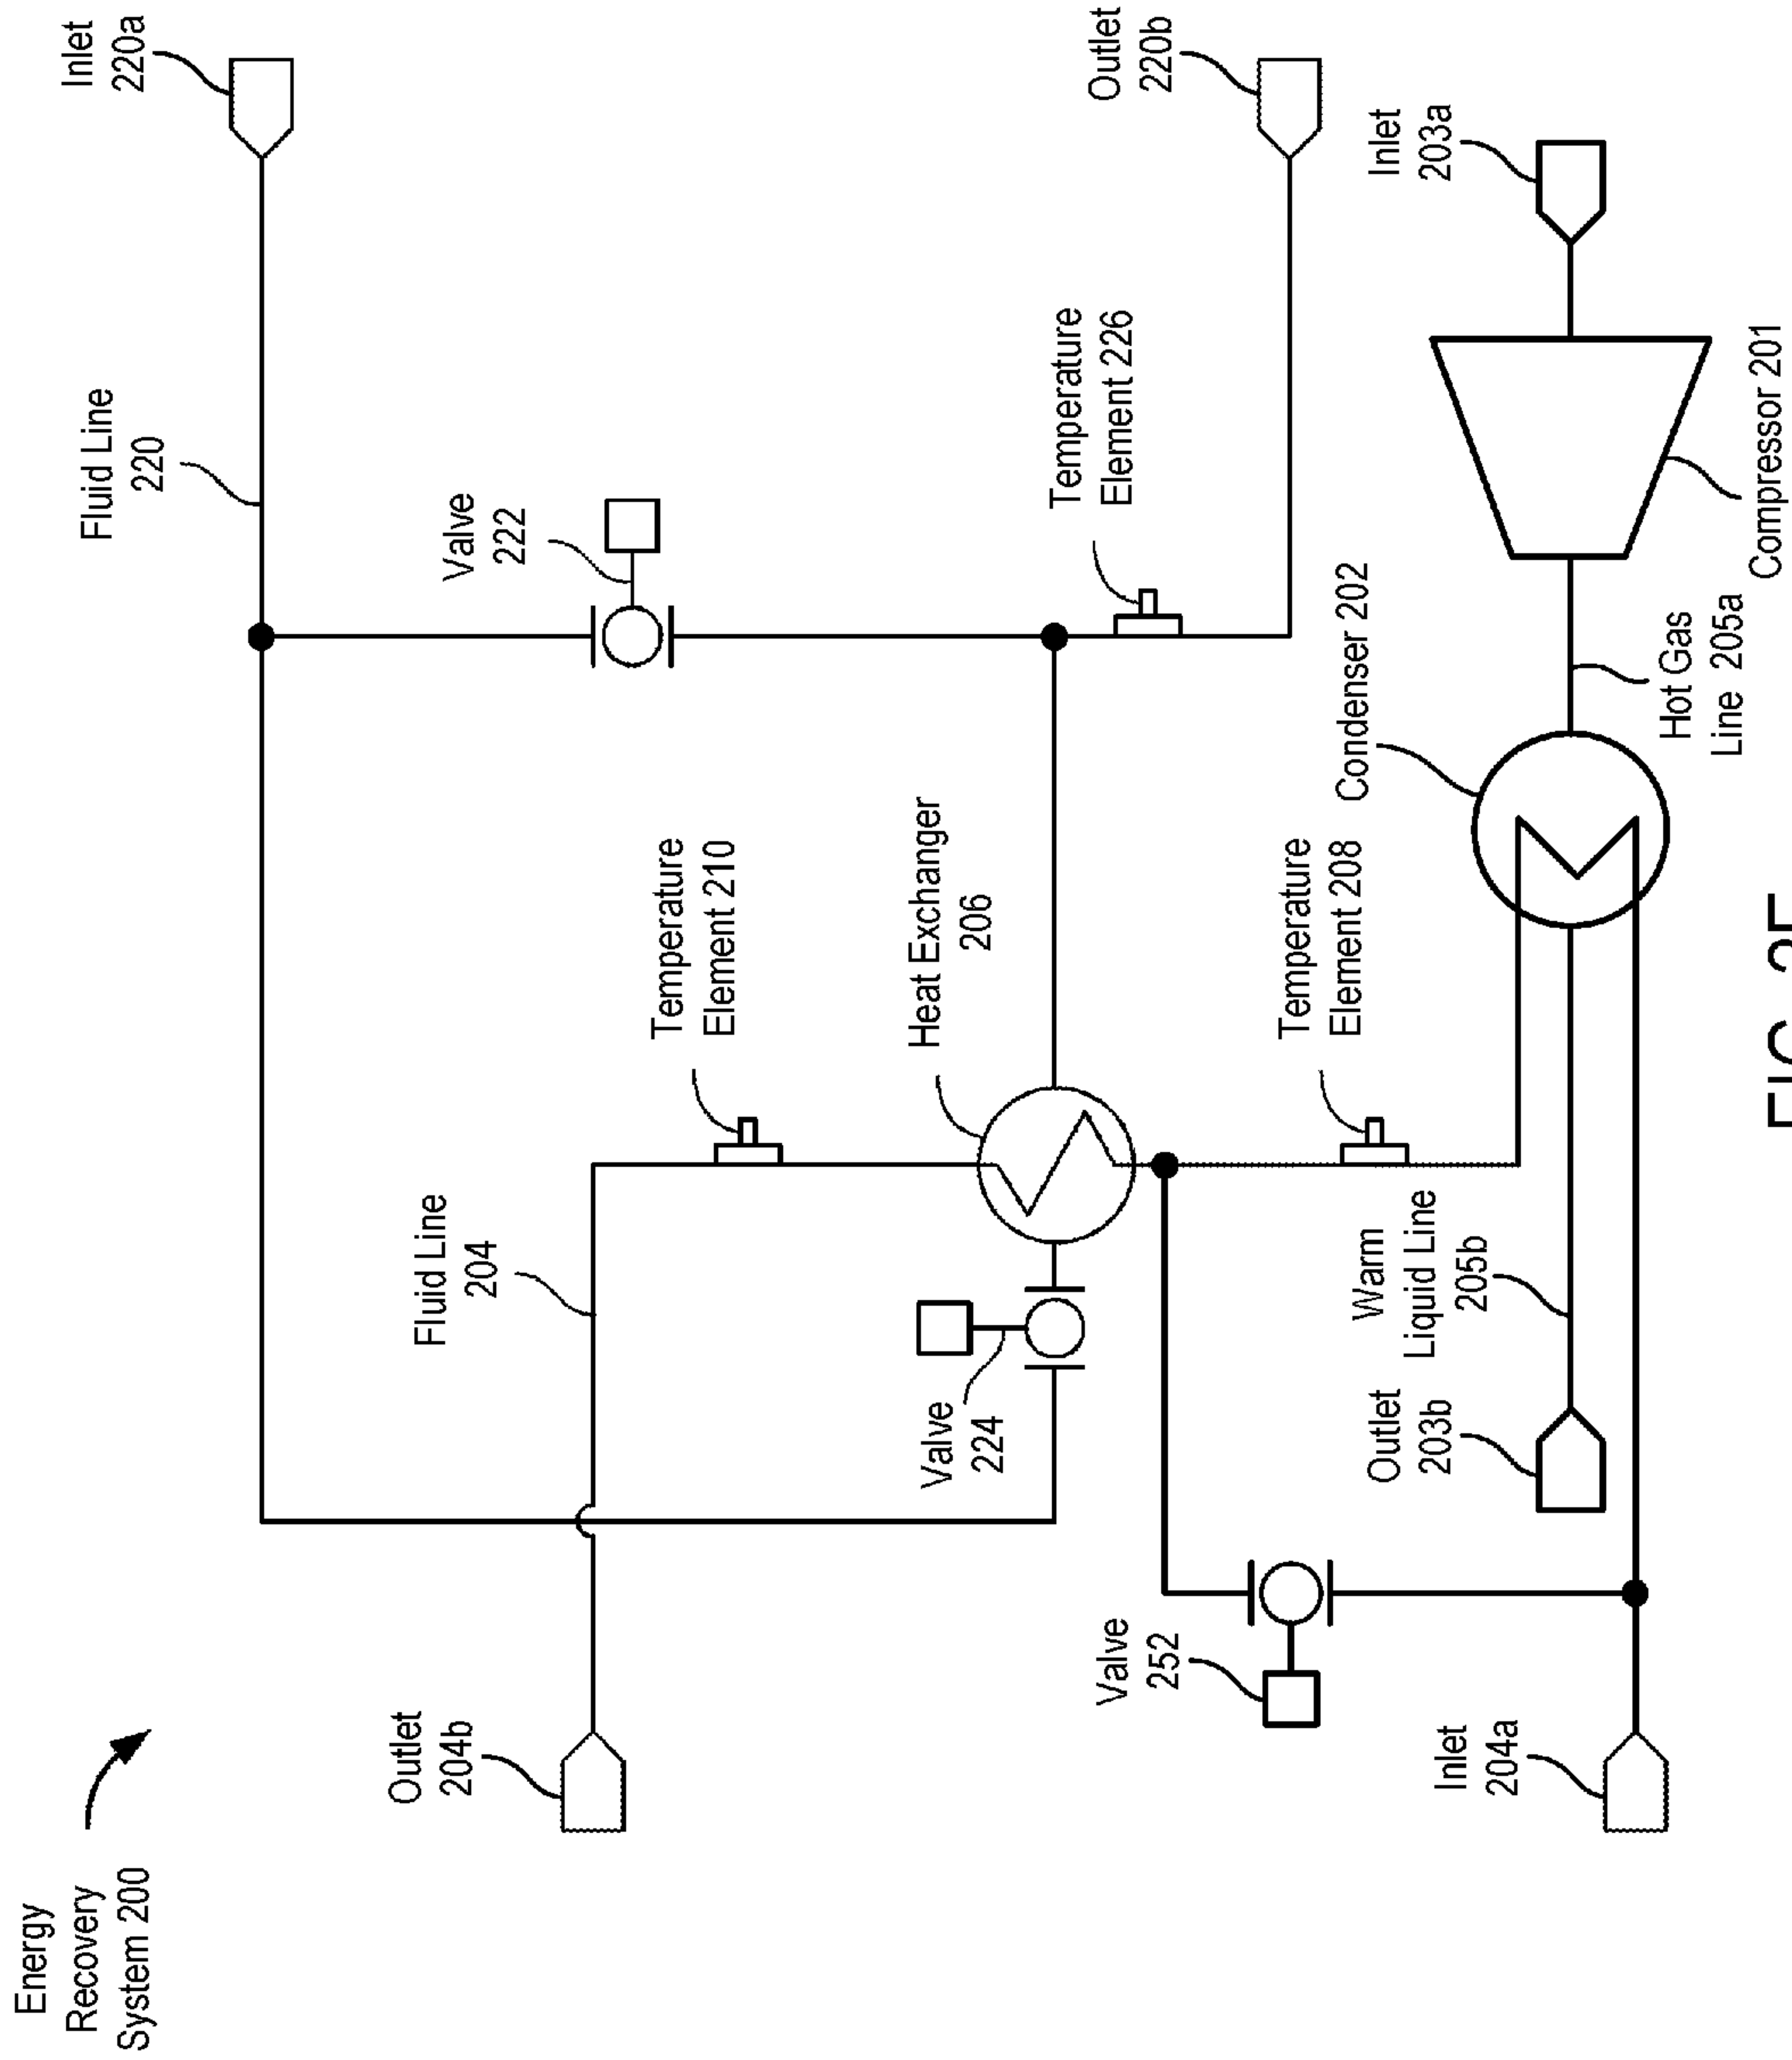 Energy
Recovery
System 200
Fluid Line
220
Inlet
220a
Outlet
204b
Fluid Line
204
Valve
222
Temperature
Element 210
Valve
224
Heat Exchanger
206
Temperature
Element 226
Outlet
220b
Valve
252
Temperature
Element 208
Warm
Liquid Line
205b
Condenser 202
Outlet
203b
Inlet
203a
Inlet
204a
Hot Gas
Line 205a
Compressor 201
FIG